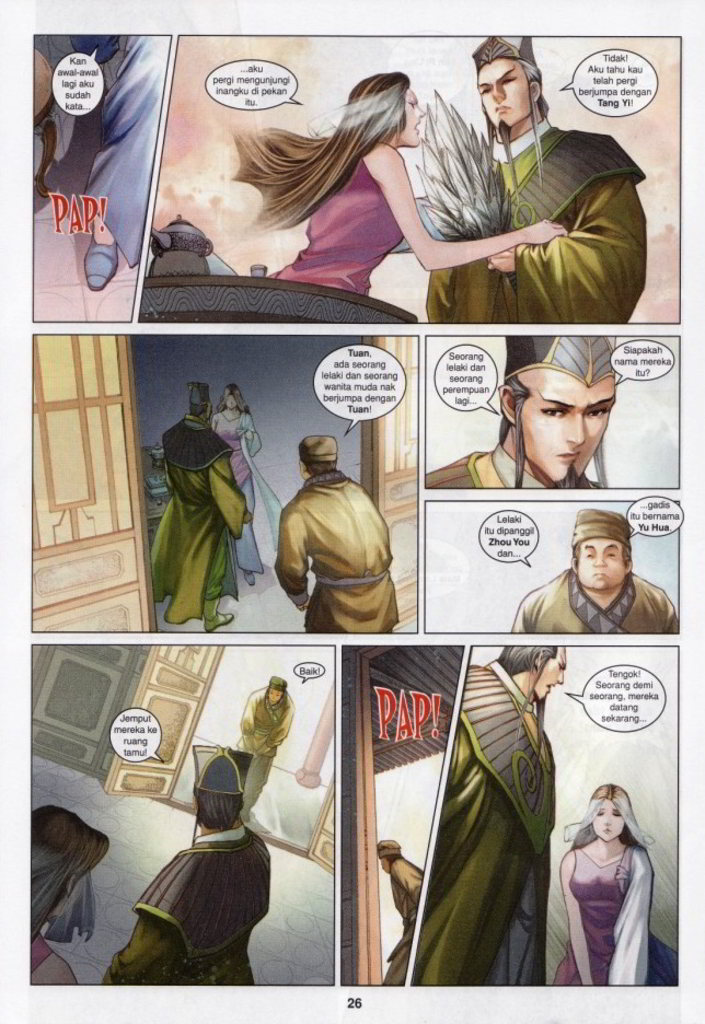 Kan
awal-awal
lagi aku
sudah
kata...
PAP!
...aku
pergi mengunjungi
inangku di pekan
itu.
Tidak!
Aku tahu kau
telah pergi
berjumpa dengan
Tang Yi!
Tuan,
ada seorang
lelaki dan seorang
wanita muda nak
berjumpa dengan
Tuan!
Seorang
lelaki dan
seorang
perempuan
lagi...
Siapakah
nama mereka
itu?
Lelaki
itu dipanggil
Zhou You
dan...
...gadis
itu bernama
Yu Hua.
Jemput
mereka ke
ruang
tamu!
Baik!
PAP!
Tengok!
Seorang demi
seorang, mereka
datang
sekarang...
26